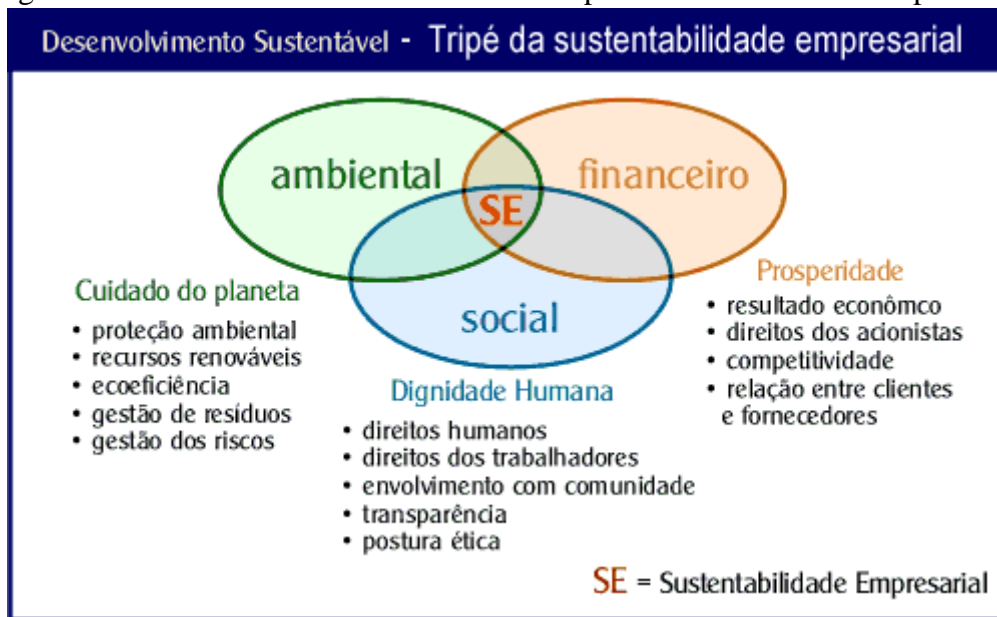 Desenvolvimento Sustentável - Tripé da sustentabilidade empresarial
ambiental
financeiro
SE
social
Cuidado do planeta
• proteção ambiental
• recursos renováveis
• ecoeficiência
• gestão de resíduos
• gestão dos riscos
Dignidade Humana
• direitos humanos
• direitos dos trabalhadores
• envolvimento com comunidade
• transparência
• postura ética
Prosperidade
• resultado econômco
• direitos dos acionistas
• competitividade
• relação entre clientes
e fornecedores
SE = Sustentabilidade Empresarial